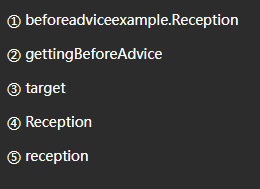 ① beforeadviceexample.Reception
② gettingBeforeAdvice
③ target
④ Reception
⑤ reception